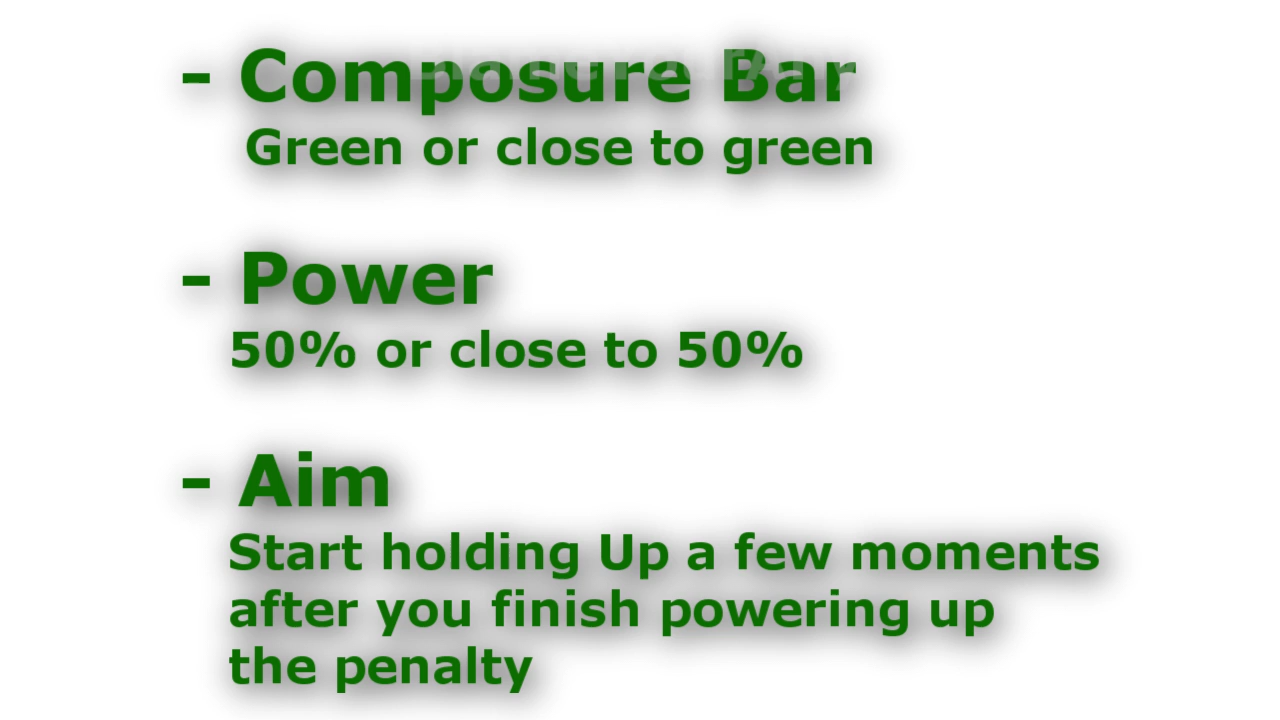 - Composure Bar
Green or close to green
- Power
50% or close to 50%
- Aim
Start holding Up a few moments
after you finish powering up
the penalty